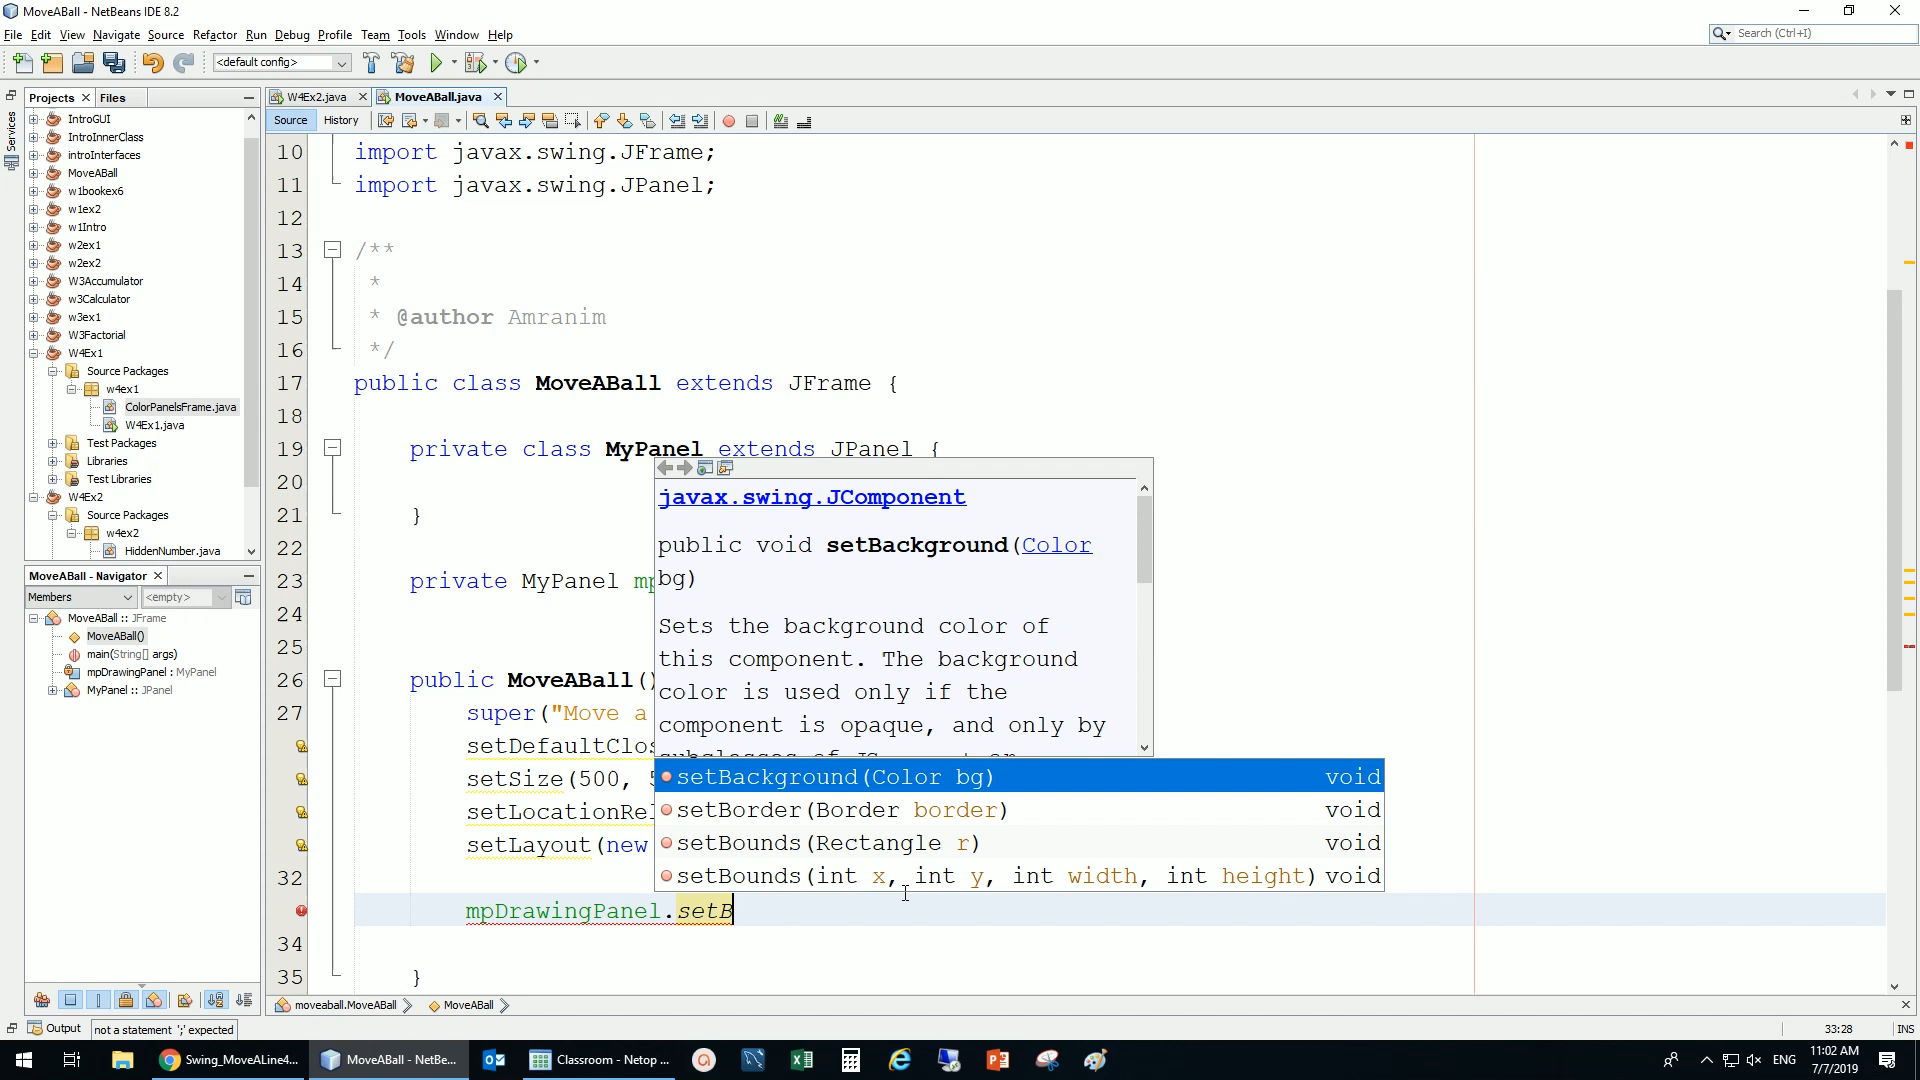 MoveABall - NetBeans IDE 8.2
File Edit View Navigate Source Refactor Run Debug Profile Team Tools Window Help
Search (Ctrl+I)
<default config>
Projects Files
W4Ex2.java MoveABall.java
Services
Source History
IntroGUI
IntroInnerClass
introInterfaces
MoveABall
w1bookex6
w1ex2
w1Intro
w2ex1
w2ex2
W3Accumulator
w3Calculator
w3ex1
W3Factorial
W4Ex1
Source Packages
w4ex1
ColorPanelsFrame.java
W4Ex1.java
Test Packages
Libraries
Test Libraries
W4Ex2
Source Packages
w4ex2
HiddenNumber.java
MoveABall - Navigator
Members <empty>
MoveABall :: JFrame
MoveABall()
main(String[] args)
mpDrawingPanel : MyPanel
MyPanel :: JPanel
10 import javax.swing.JFrame;
11 import javax.swing.JPanel;
12
13 /**
14 *
15 * @author Amranim
16 */
17 public class MoveABall extends JFrame {
18
19 private class MyPanel extends JPanel {
20
21 }
22
23 private MyPanel mp
24
25
26 public MoveABall()
27 super("Move a
setDefaultClos
setSize(500, 5
setLocationRel
setLayout(new
32
mpDrawingPanel.setB
34
35 }
javax.swing.JComponent
public void setBackground(Color
bg)
Sets the background color of
this component. The background
color is used only if the
component is opaque, and only by
setBackground(Color bg) void
setBorder(Border border) void
setBounds(Rectangle r) void
setBounds(int x, int y, int width, int height) void
moveaball.MoveABall MoveABall
Output not a statement ';' expected
33:28 INS
Swing_MoveALine4... MoveABall - NetBe... Classroom - Netop ...
ENG
11:02 AM
7/7/2019